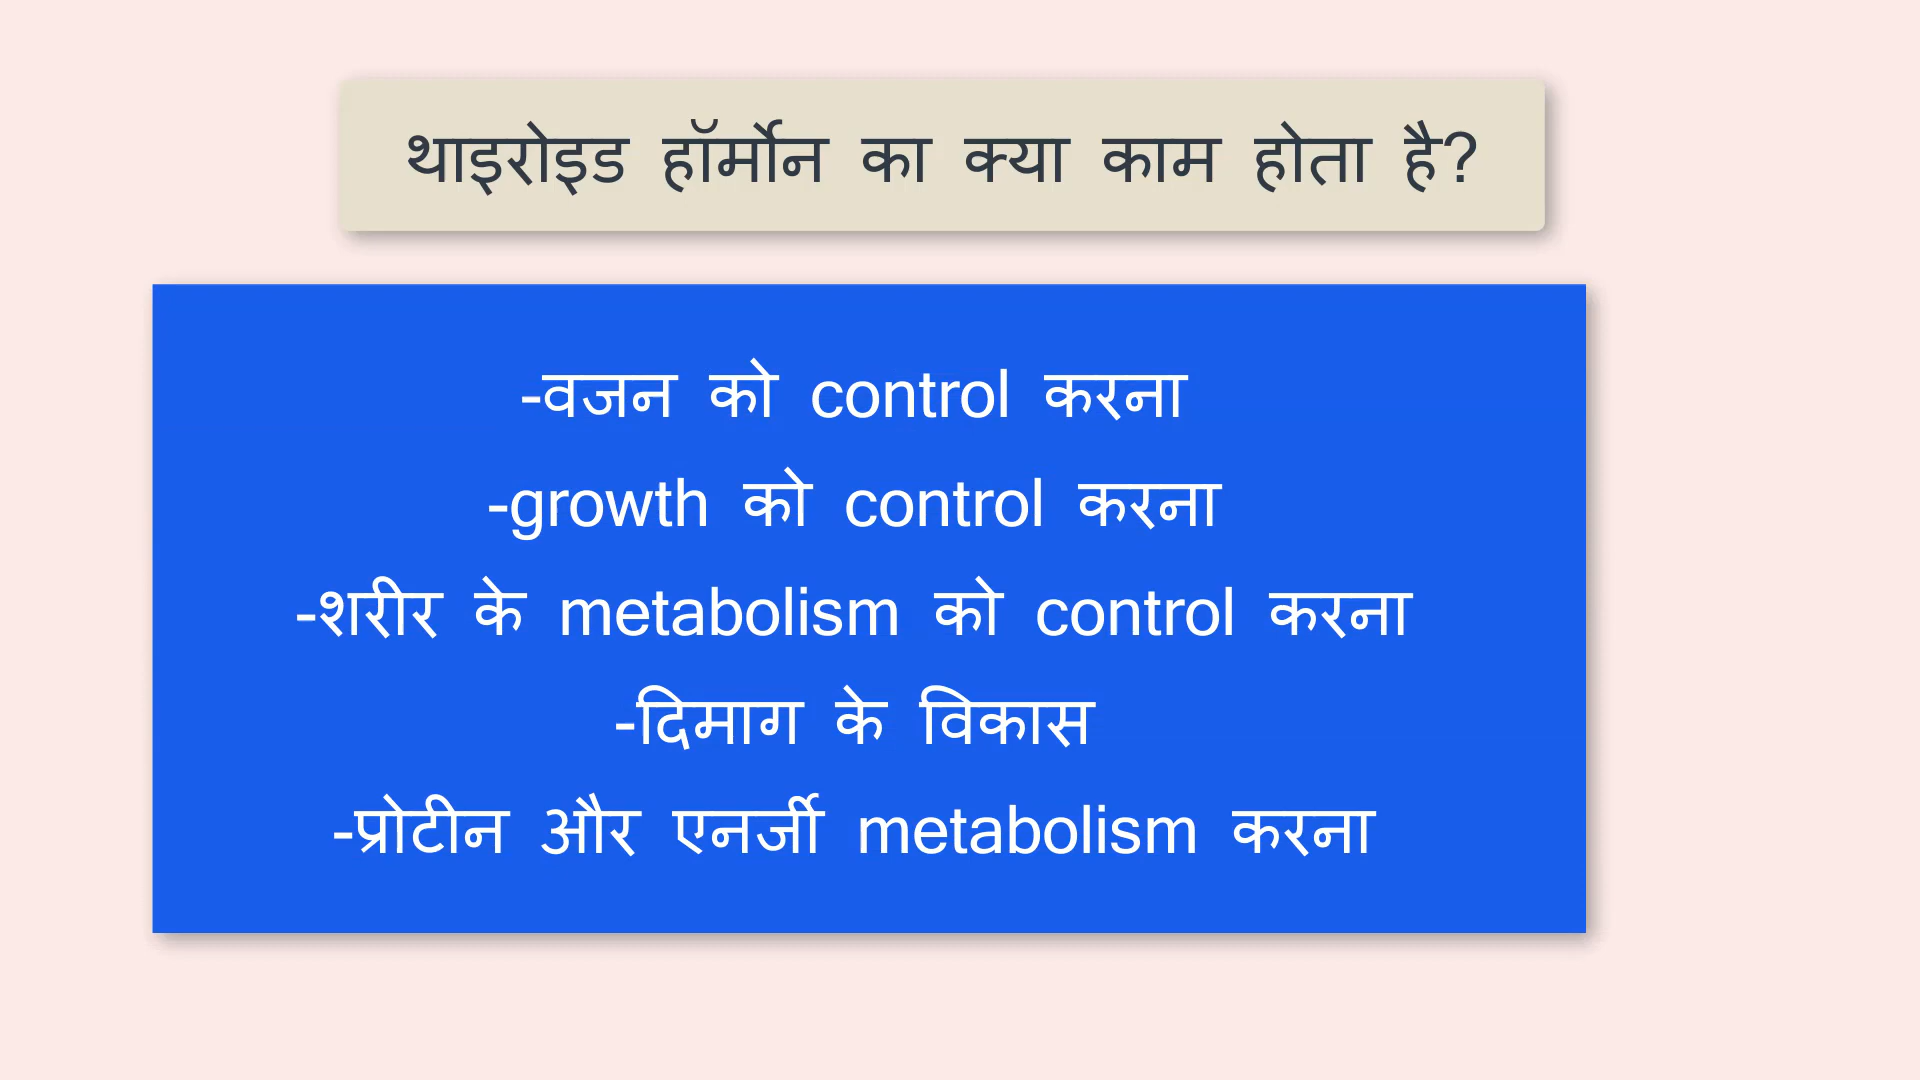 थाइरोइड हॉर्मोन का क्या काम होता है?
-वजन को control करना
-growth को control करना
-शरीर के metabolism को control करना
-दिमाग के विकास
-प्रोटीन और एनर्जी metabolism करना